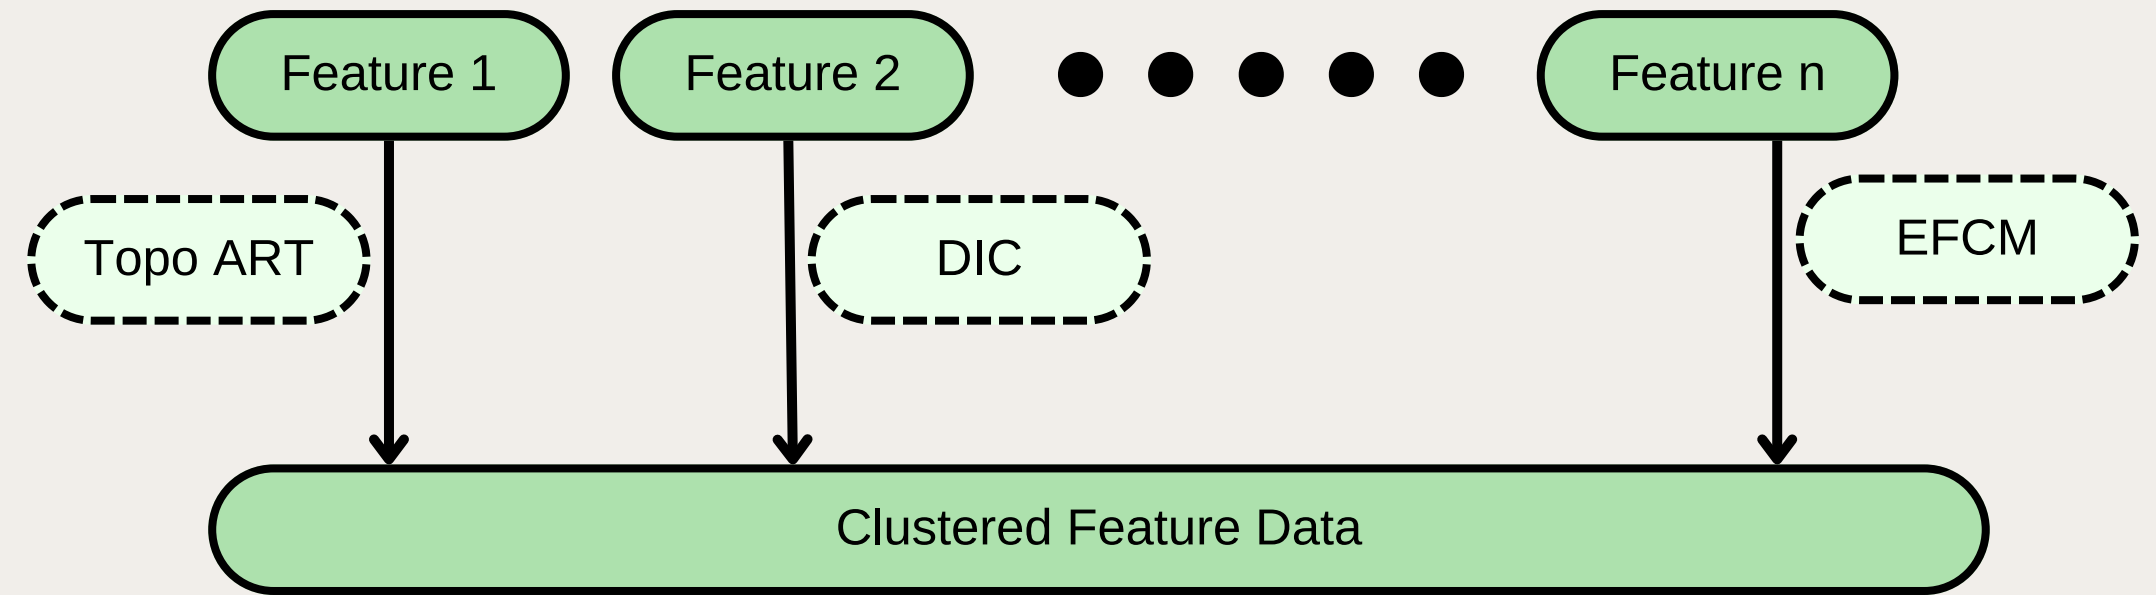 Feature 1
Feature 2
Feature n
Topo ART
DIC
EFCM
Clustered Feature Data